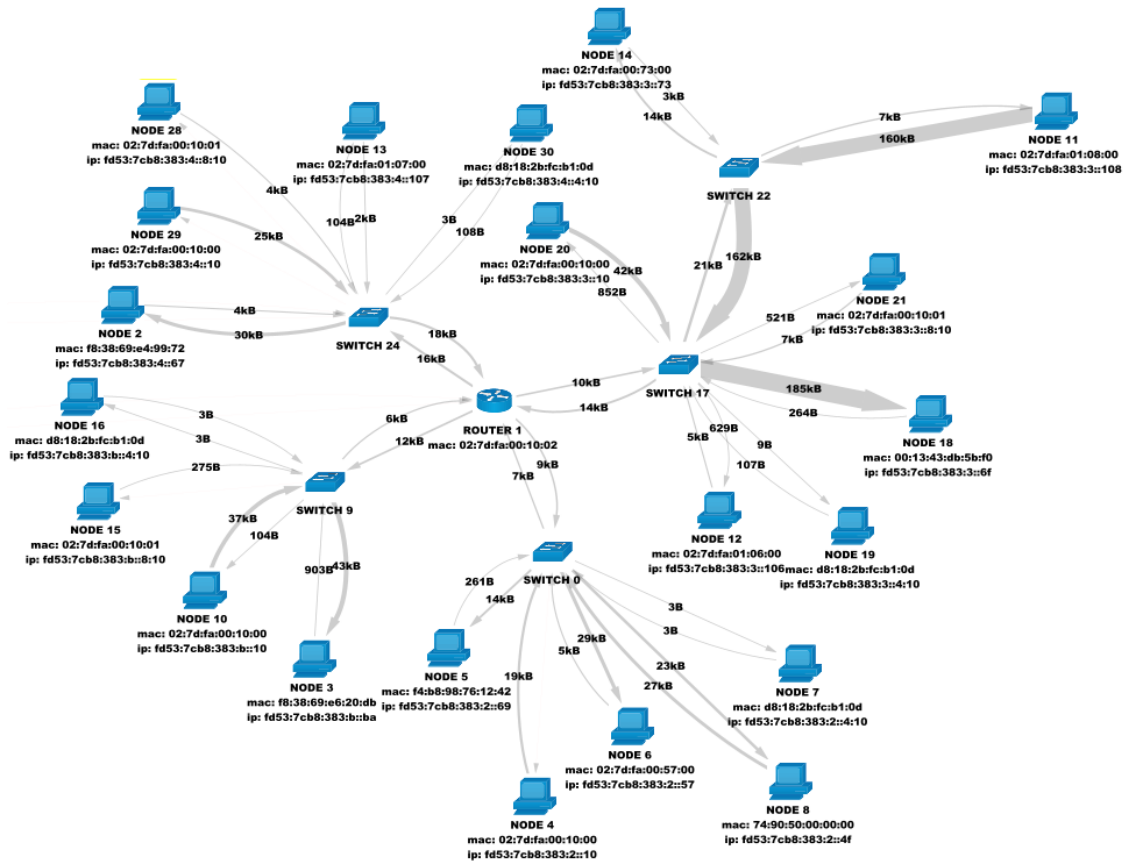 NODE 14
mac: 02:7d:fa:00:73:00
ip: fd53:7cb8:383:3::73
3kB
14kB
NODE 28
mac: 02:7d:fa:00:10:01
ip: fd53:7cb8:383:4::8:10
NODE 13
mac: 02:7d:fa:01:07:00
ip: fd53:7cb8:383:4::107
NODE 30
mac: d8:18:2b:fc:b1:0d
ip: fd53:7cb8:383:4::4:10
7kB
160kB
NODE 11
mac: 02:7d:fa:01:08:00
ip: fd53:7cb8:383:3::108
SWITCH 22
4kB
104B
2kB
3B
108B
NODE 29
mac: 02:7d:fa:00:10:00
ip: fd53:7cb8:383:4::10
25kB
NODE 20
mac: 02:7d:fa:00:10:00
ip: fd53:7cb8:383:3::10
42kB
852B
21kB
162kB
NODE 21
mac: 02:7d:fa:00:10:01
ip: fd53:7cb8:383:3::8:10
521B
7kB
NODE 2
mac: f8:38:69:e4:99:72
ip: fd53:7cb8:383:4::67
4kB
30kB
SWITCH 24
18kB
16kB
SWITCH 17
10kB
14kB
185kB
264B
NODE 18
mac: 00:13:43:db:5b:f0
ip: fd53:7cb8:383:3::6f
ROUTER 1
mac: 02:7d:fa:00:10:02
NODE 16
mac: d8:18:2b:fc:b1:0d
ip: fd53:7cb8:383:b::4:10
3B
3B
6kB
12kB
629B
5kB
9B
107B
275B
9kB
7kB
NODE 15
mac: 02:7d:fa:00:10:01
ip: fd53:7cb8:383:b::8:10
SWITCH 9
37kB
104B
903B
43kB
NODE 12
mac: 02:7d:fa:01:06:00
ip: fd53:7cb8:383:3::106
NODE 19
mac: d8:18:2b:fc:b1:0d
ip: fd53:7cb8:383:3::4:10
SWITCH 0
261B
14kB
NODE 10
mac: 02:7d:fa:00:10:00
ip: fd53:7cb8:383:b::10
3B
3B
29kB
5kB
23kB
27kB
19kB
NODE 3
mac: f8:38:69:e6:20:db
ip: fd53:7cb8:383:b::ba
NODE 5
mac: f4:b8:98:76:12:42
ip: fd53:7cb8:383:2::69
NODE 7
mac: d8:18:2b:fc:b1:0d
ip: fd53:7cb8:383:2::4:10
NODE 6
mac: 02:7d:fa:00:57:00
ip: fd53:7cb8:383:2::57
NODE 8
mac: 74:90:50:00:00:00
ip: fd53:7cb8:383:2::4f
NODE 4
mac: 02:7d:fa:00:10:00
ip: fd53:7cb8:383:2::10